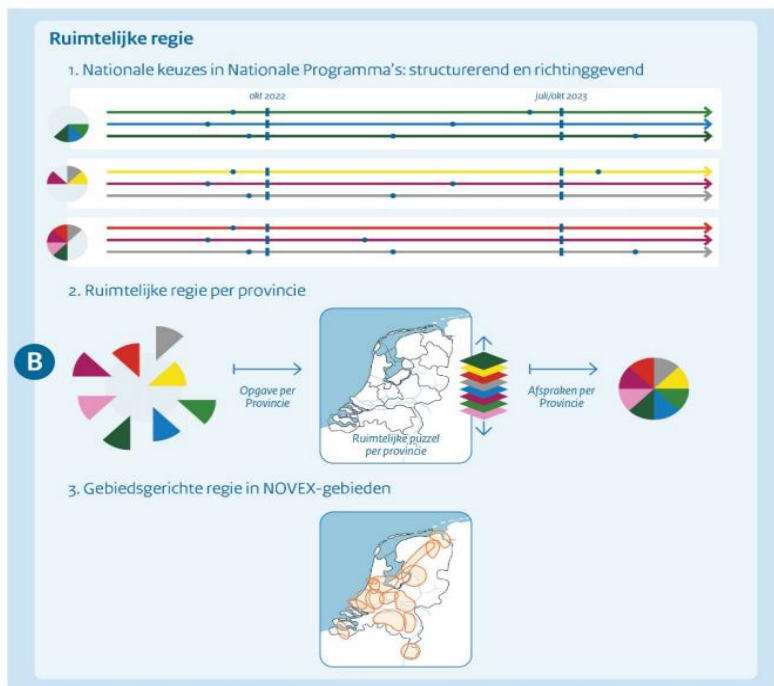 Ruimtelijke regie
1. Nationale keuzes in Nationale Programma's: structurerend en richtinggevend
okt 2022
juli/okt 2023
2. Ruimtelijke regie per provincie
B
Opgave per
Provincie
Ruimtelijke puzzel
per provincie
Afspraken per
Provincie
3. Gebiedsgerichte regie in NOVEX-gebieden